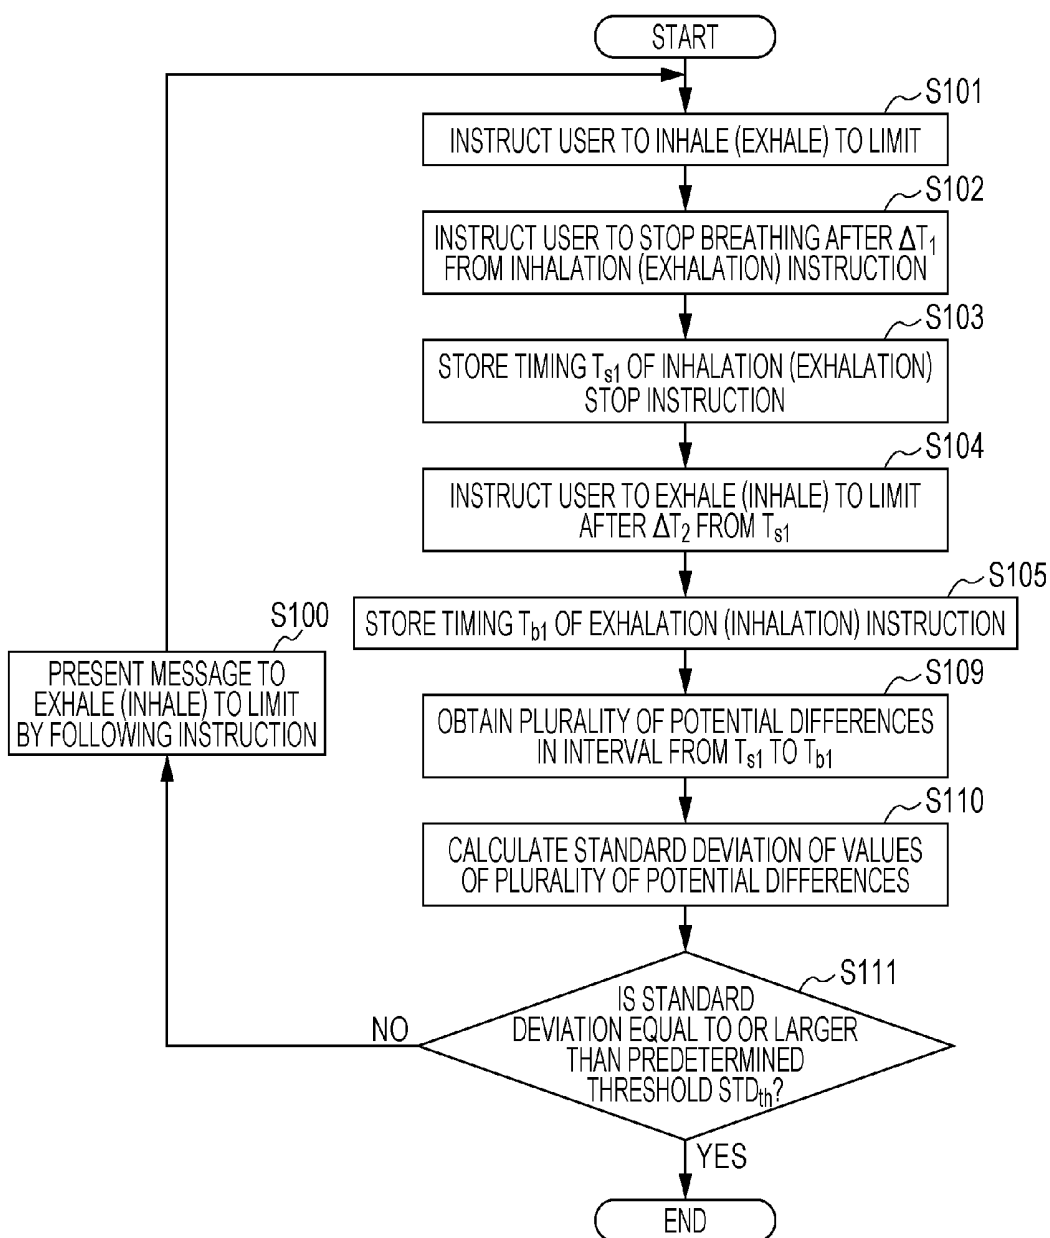 START
S101
INSTRUCT USER TO INHALE (EXHALE) TO LIMIT
S102
INSTRUCT USER TO STOP BREATHING AFTER ΔT1
FROM INHALATION (EXHALATION) INSTRUCTION
S103
STORE TIMING Ts1 OF INHALATION (EXHALATION)
STOP INSTRUCTION
S104
INSTRUCT USER TO EXHALE (INHALE) TO LIMIT
AFTER ΔT2 FROM Ts1
S105
STORE TIMING Tb1 OF EXHALATION (INHALATION) INSTRUCTION
S100
PRESENT MESSAGE TO
EXHALE (INHALE) TO LIMIT
BY FOLLOWING INSTRUCTION
S109
OBTAIN PLURALITY OF POTENTIAL DIFFERENCES
IN INTERVAL FROM Ts1 TO Tb1
S110
CALCULATE STANDARD DEVIATION OF VALUES
OF PLURALITY OF POTENTIAL DIFFERENCES
S111
IS STANDARD
DEVIATION EQUAL TO OR LARGER
THAN PREDETERMINED
THRESHOLD STDth?
NO
YES
END